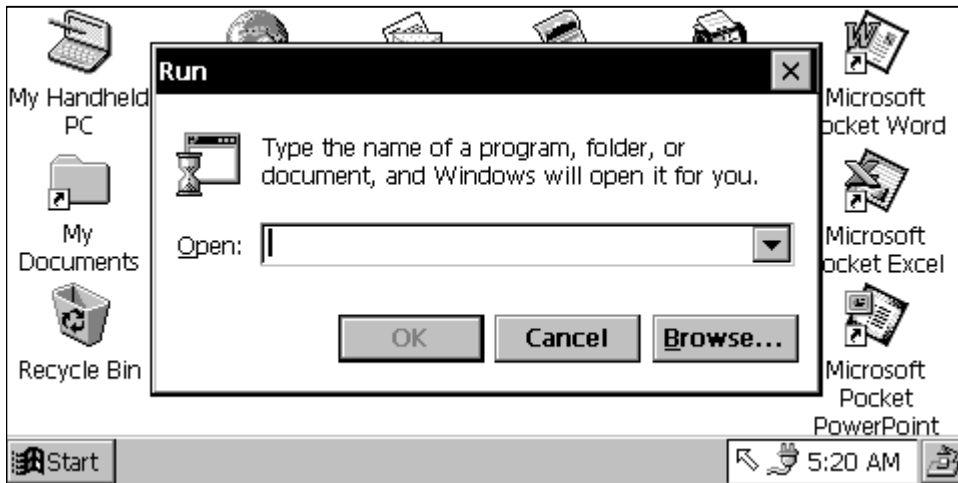 Run
My Handheld
PC
Type the name of a program, folder, or
document, and Windows will open it for you.
Microsoft
ocket Word
My
Documents
Open:
Microsoft
ocket Excel
OK
Cancel
Browse...
Recycle Bin
Microsoft
Pocket
PowerPoint
Start
5:20 AM